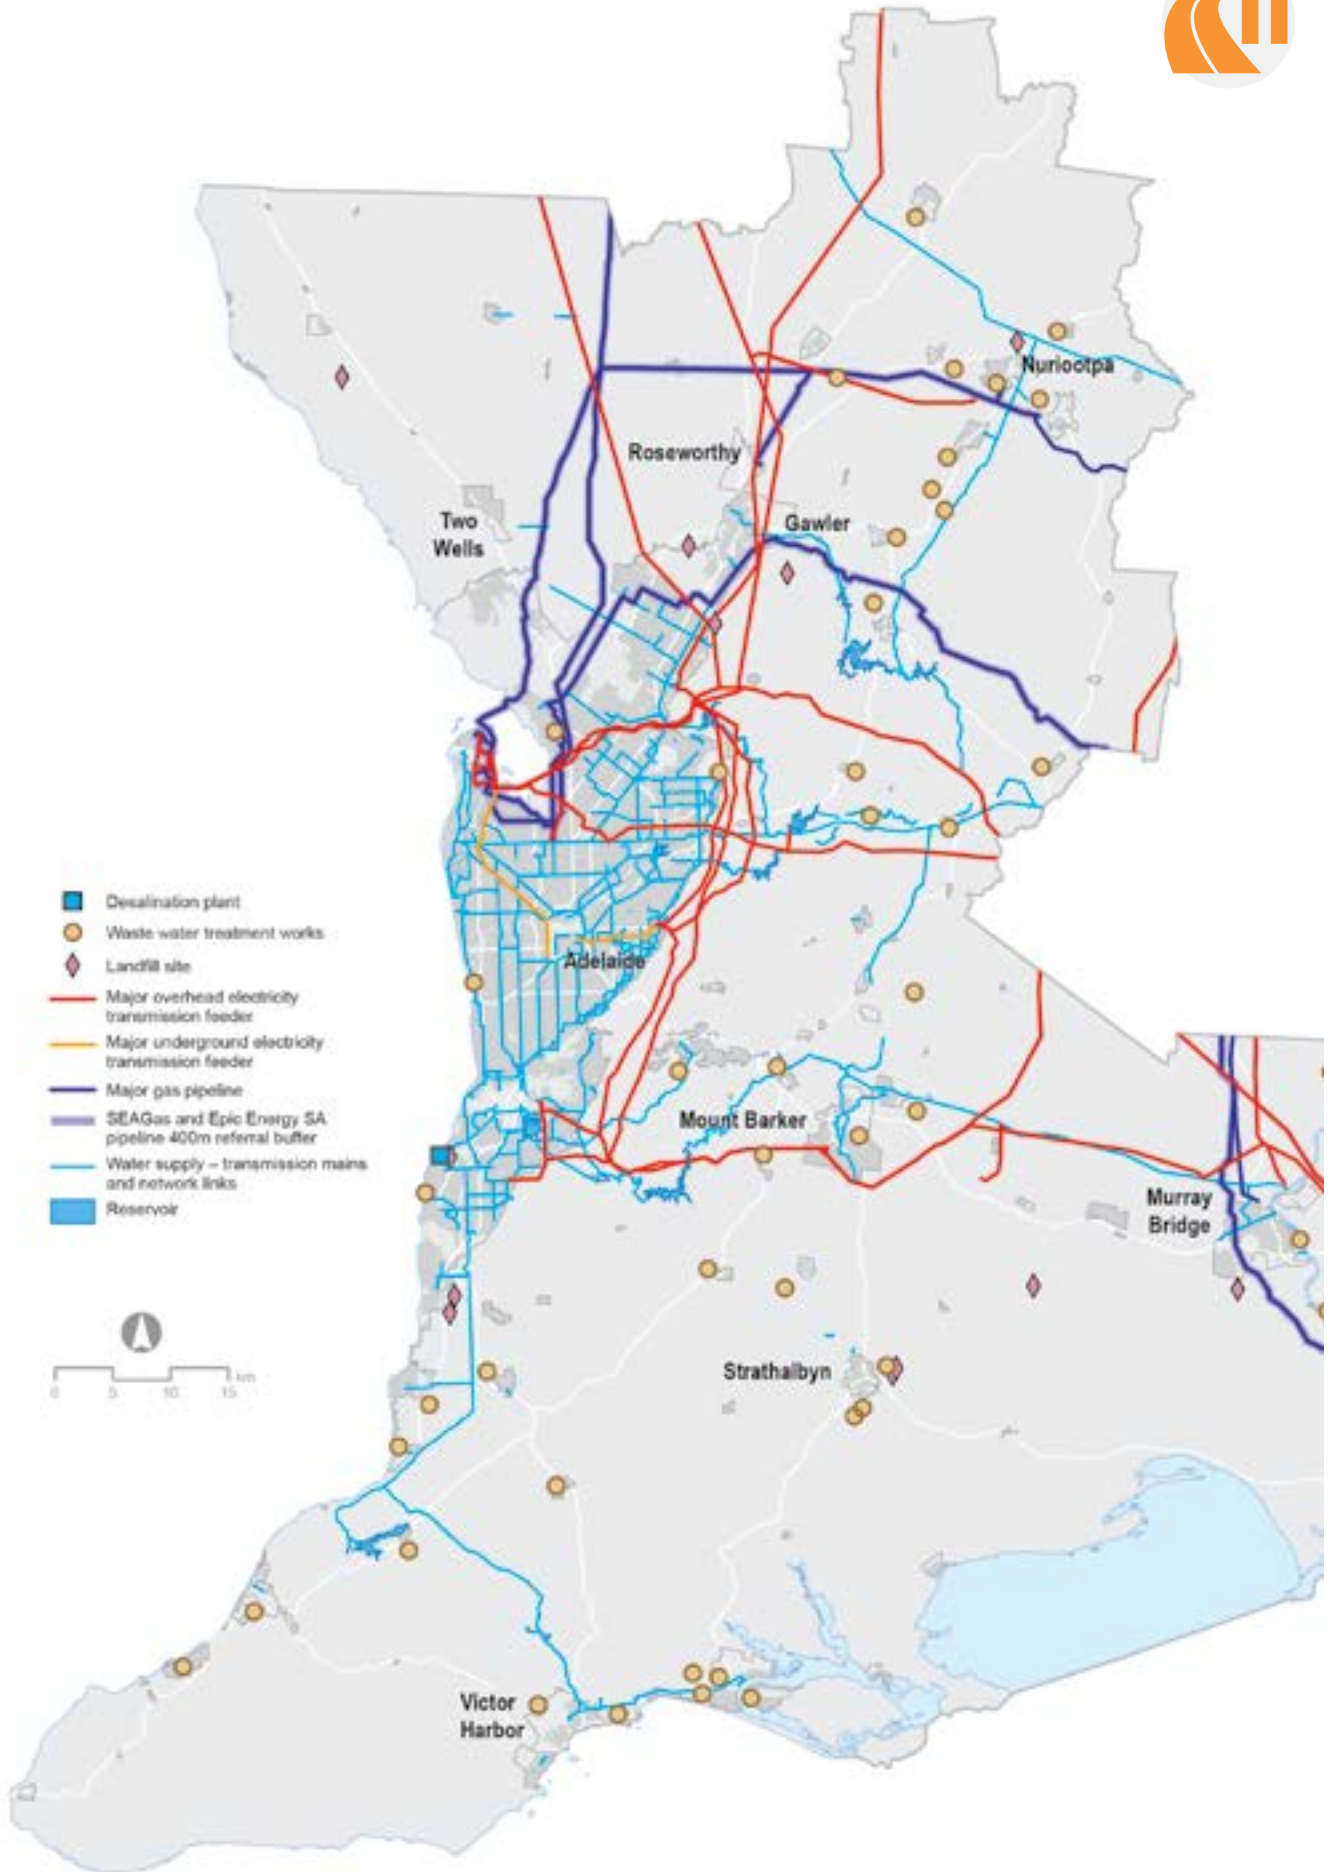 Nuriootpa
Roseworthy
Two
Wells
Gawler
Desalination plant
Waste water treatment works
Landfill site
Major overhead electricity
transmission feeder
Major underground electricity
transmission feeder
Major gas pipeline
SEAGas and Epic Energy SA
pipeline 400m referral buffer
Water supply – transmission mains
and network links
Reservoir
Adelaide
Mount Barker
Murray
Bridge
0 5 10 15 km
Strathalbyn
Victor
Harbor